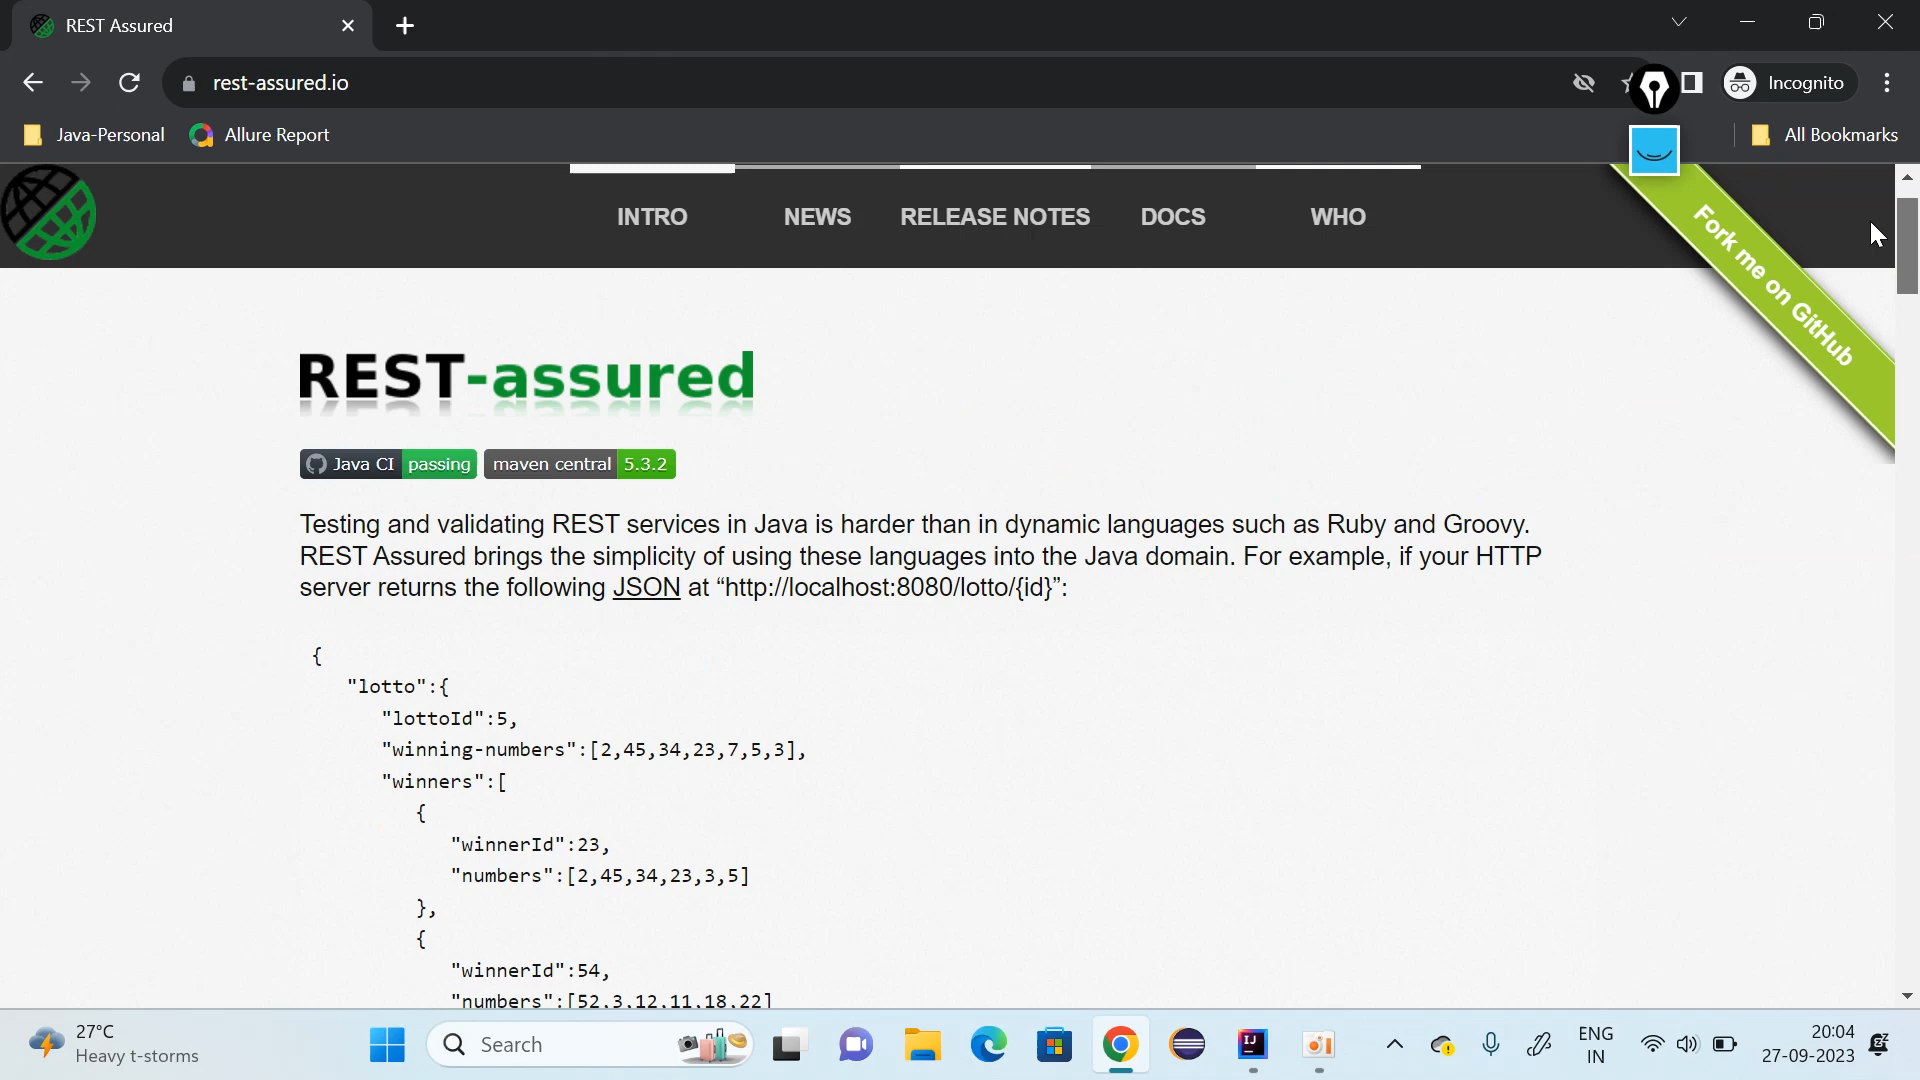 REST Assured
rest-assured.io
Incognito
Java-Personal
Allure Report
All Bookmarks
INTRO NEWS RELEASE NOTES DOCS WHO
Fork me on GitHub
REST-assured
Java CI passing maven central 5.3.2
Testing and validating REST services in Java is harder than in dynamic languages such as Ruby and Groovy.
REST Assured brings the simplicity of using these languages into the Java domain. For example, if your HTTP
server returns the following JSON at “http://localhost:8080/lotto/{id}”:
{
"lotto":{
"lottoId":5,
"winning-numbers":[2,45,34,23,7,5,3],
"winners":[
{
"winnerId":23,
"numbers":[2,45,34,23,3,5]
},
{
"winnerId":54,
"numbers":[52,3,12,11,18,22]
27°C
Heavy t-storms
Search
ENG
IN
20:04
27-09-2023